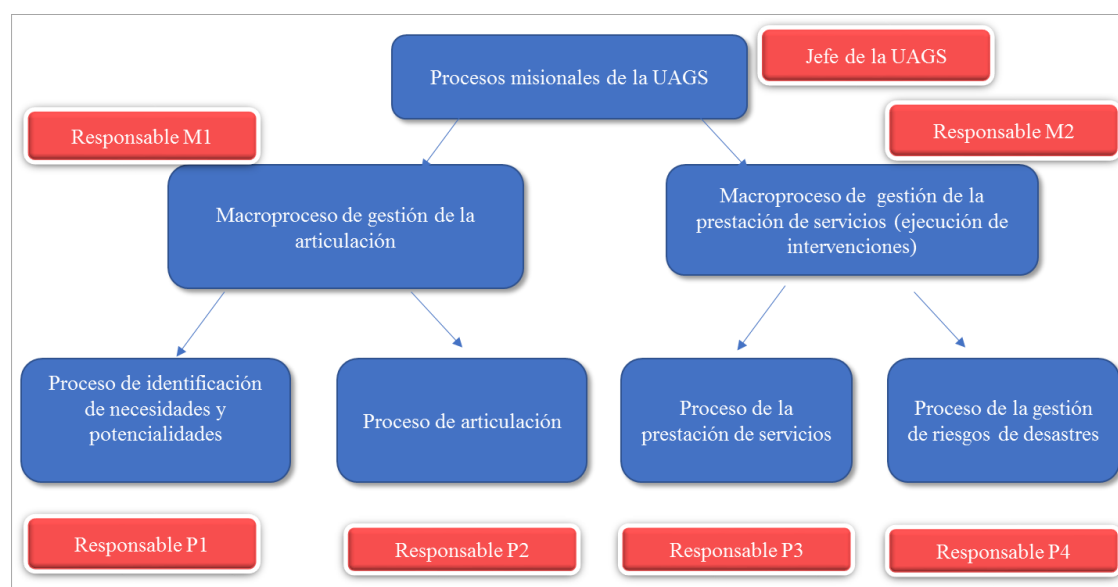 Jefe de la UAGS
Procesos misionales de la UAGS
Responsable M1
Responsable M2
Macroproceso de gestión de la
articulación
Macroproceso de gestión de la
prestación de servicios (ejecución de
intervenciones)
Proceso de identificación
de necesidades y
potencialidades
Proceso de articulación
Proceso de la
prestación de servicios
Proceso de la gestión
de riesgos de desastres
Responsable P1
Responsable P2
Responsable P3
Responsable P4